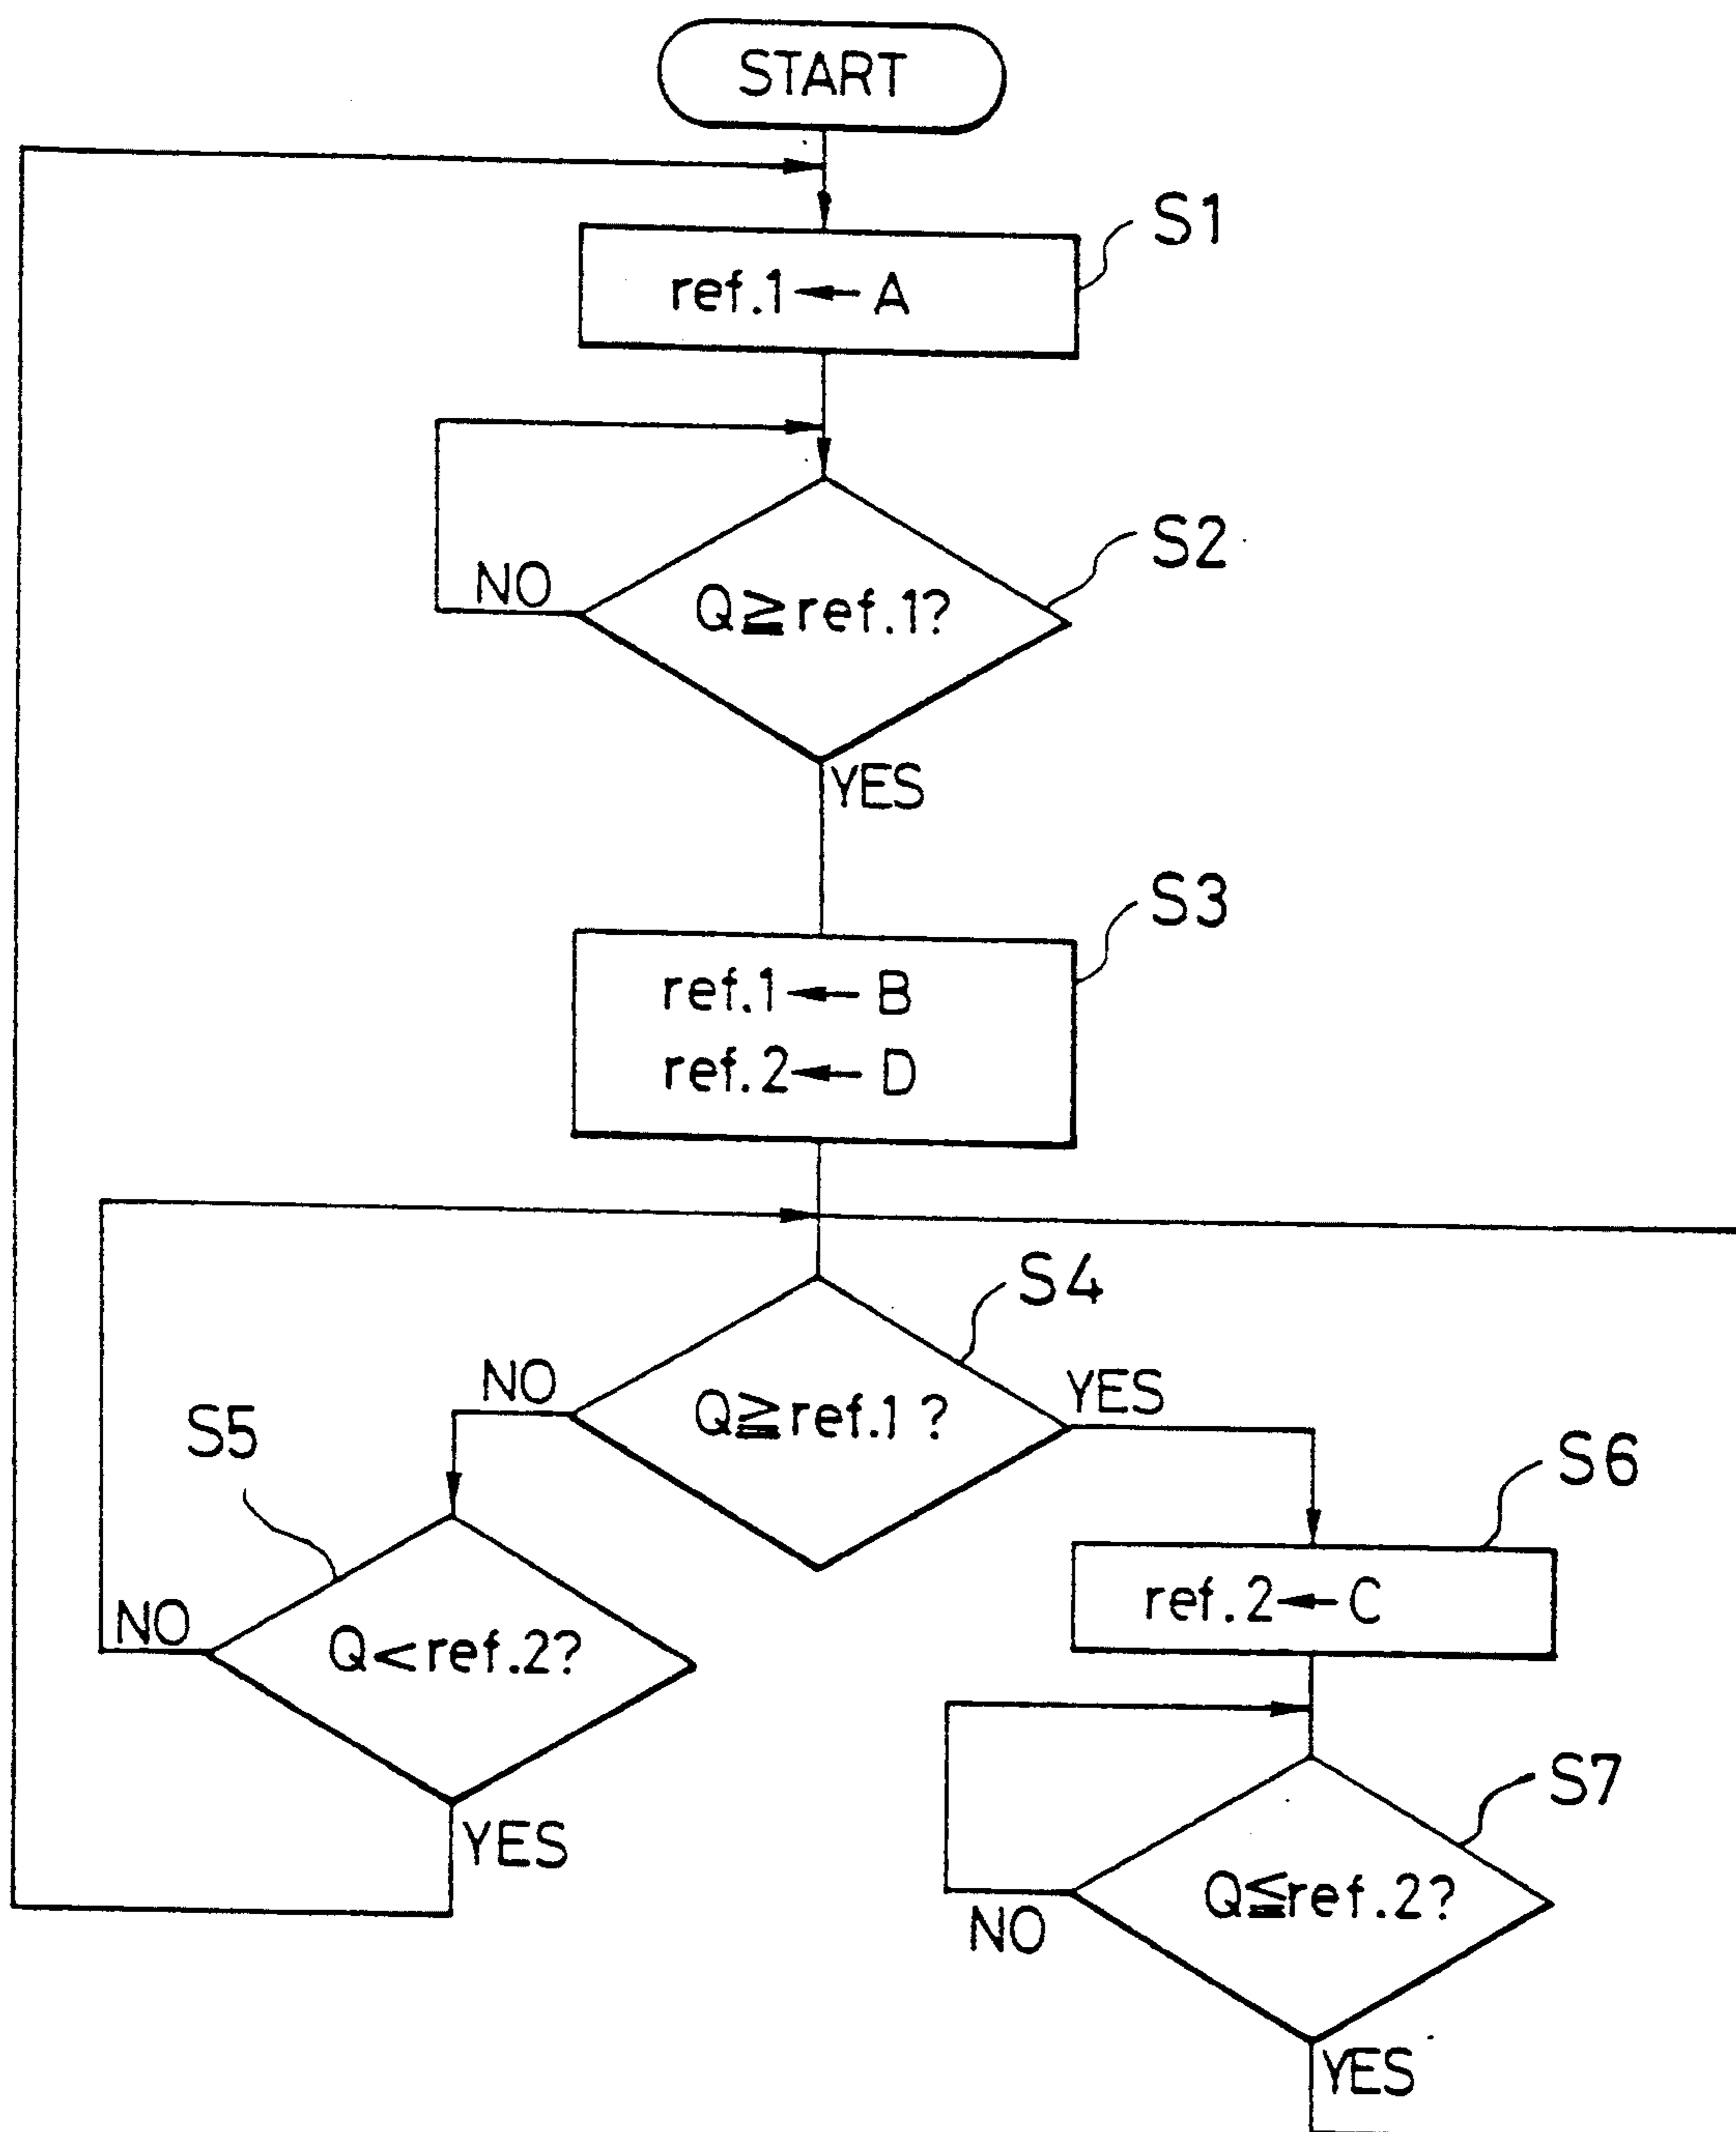 START
S1
ref.1 ← A
S2
NO
Q ≧ ref.1?
YES
S3
ref.1 ← B
ref.2 ← D
S4
NO
Q ≧ ref.1 ?
YES
S5
S6
NO
Q < ref.2?
ref.2 ← C
YES
S7
Q ≦ ref.2?
NO
YES